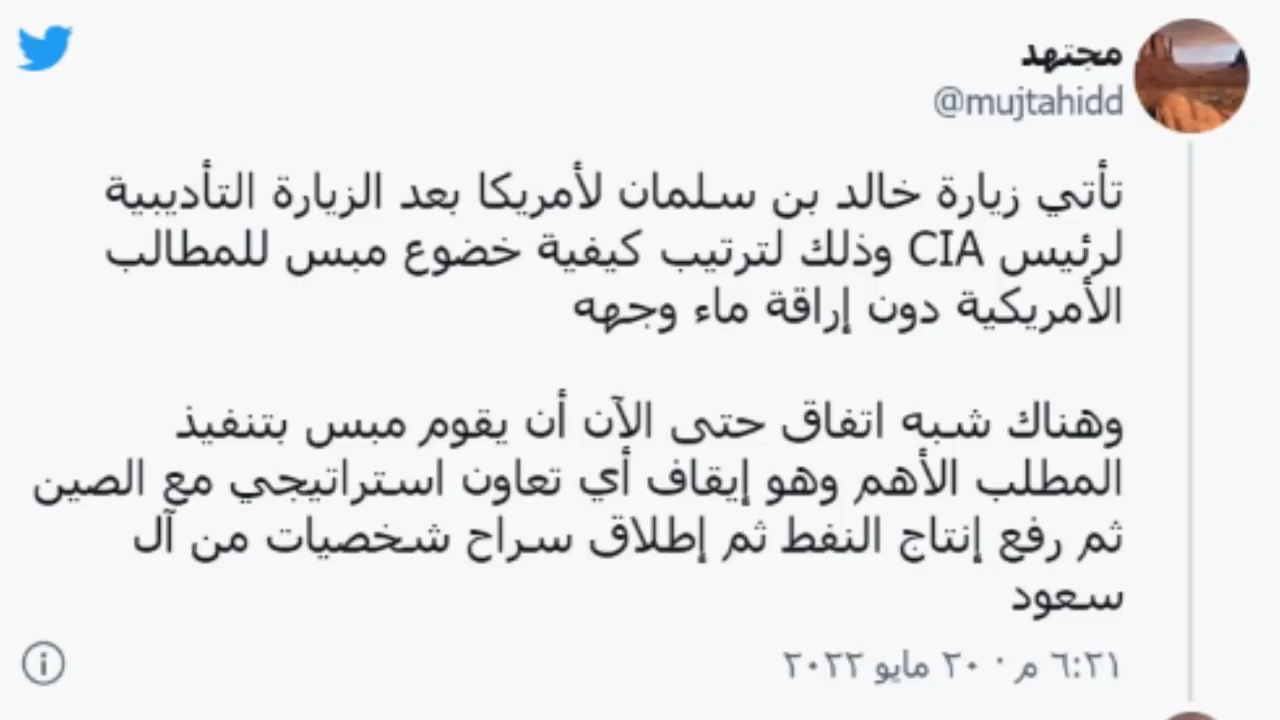 مجتهد
@mujtahidd
تأتي زيارة خالد بن سلمان لأمريكا بعد الزيارة التأديبية
لرئيس CIA وذلك لترتيب كيفية خضوع مبس للمطالب
الأمريكية دون إراقة ماء وجهه
وهناك شبه اتفاق حتى الآن أن يقوم مبس بتنفيذ
المطلب الأهم وهو إيقاف أي تعاون استراتيجي مع الصين
ثم رفع إنتاج النفط ثم إطلاق سراح شخصيات من آل
سعود
٦:٢١ م · ٢٠ مايو ٢٠٢٢